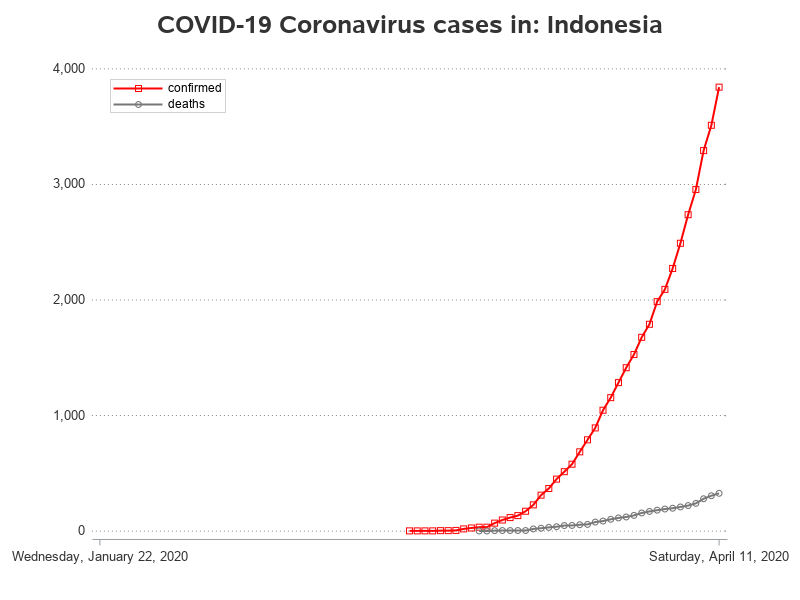 COVID-19 Coronavirus cases in: Indonesia
4,000
confirmed
deaths
3,000
2,000
1,000
0
Wednesday, January 22, 2020
Saturday, April 11, 2020